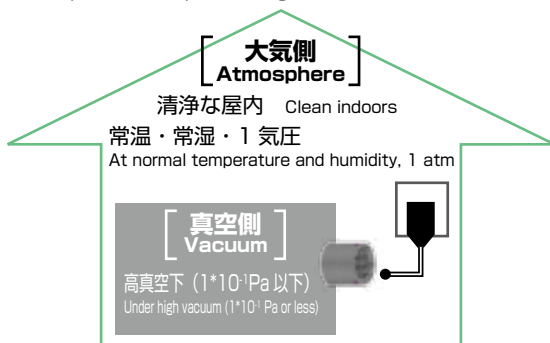 [大気側
Atmosphere]
清浄な屋内 Clean indoors
常温・常湿・1 気圧
At normal temperature and humidity, 1 atm
[真空側
Vacuum]
高真空下（1*10⁻¹Pa 以下）
Under high vacuum (1*10⁻¹ Pa or less)